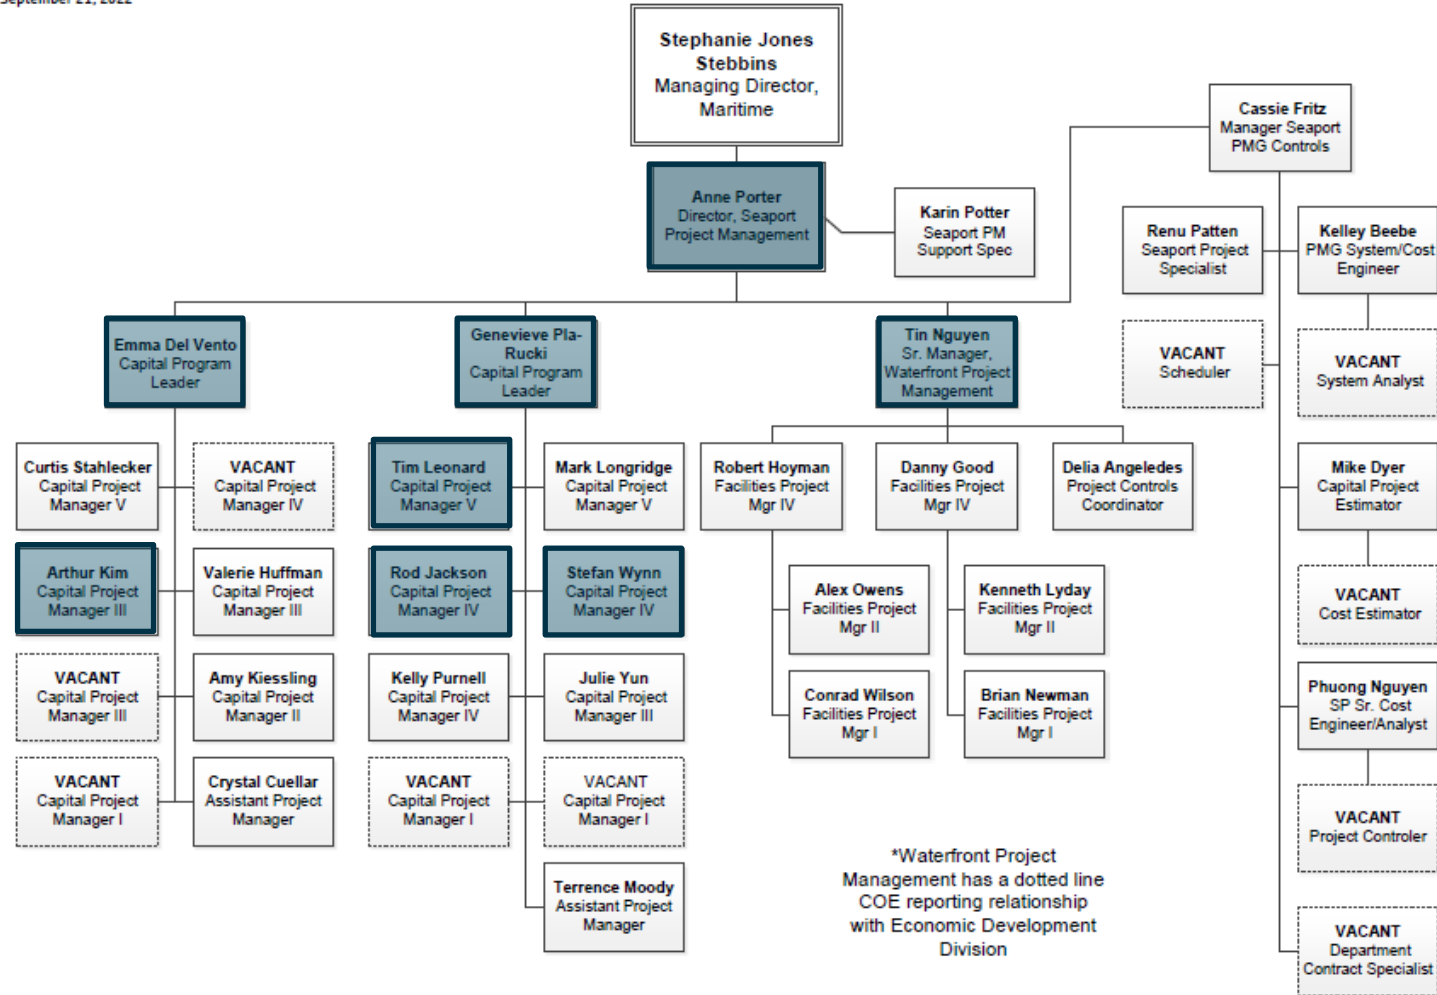 September 21, 2022
Stephanie Jones
Stebbins
Managing Director,
Maritime
Cassie Fritz
Manager Seaport
PMG Controls
Anne Porter
Director, Seaport
Project Management
Karin Potter
Seaport PM
Support Spec
Renu Patten
Seaport Project
Specialist
Kelley Beebe
PMG System/Cost
Engineer
Emma Del Vento
Capital Program
Leader
Genevieve Pla-
Rucki
Capital Program
Leader
Tin Nguyen
Sr. Manager,
Waterfront Project
Management
VACANT
Scheduler
VACANT
System Analyst
Curtis Stahlecker
Capital Project
Manager V
VACANT
Capital Project
Manager IV
Tim Leonard
Capital Project
Manager V
Mark Longridge
Capital Project
Manager V
Robert Hoyman
Facilities Project
Mgr IV
Danny Good
Facilities Project
Mgr IV
Delia Angeledes
Project Controls
Coordinator
Mike Dyer
Capital Project
Estimator
Arthur Kim
Capital Project
Manager III
Valerie Huffman
Capital Project
Manager III
Rod Jackson
Capital Project
Manager IV
Stefan Wynn
Capital Project
Manager IV
Alex Owens
Facilities Project
Mgr II
Kenneth Lyday
Facilities Project
Mgr II
VACANT
Cost Estimator
VACANT
Capital Project
Manager III
Amy Kiessling
Capital Project
Manager II
Kelly Purnell
Capital Project
Manager IV
Julie Yun
Capital Project
Manager III
Conrad Wilson
Facilities Project
Mgr I
Brian Newman
Facilities Project
Mgr I
Phuong Nguyen
SP Sr. Cost
Engineer/Analyst
VACANT
Capital Project
Manager I
Crystal Cuellar
Assistant Project
Manager
VACANT
Capital Project
Manager I
VACANT
Capital Project
Manager I
VACANT
Project Controler
Terrence Moody
Assistant Project
Manager
*Waterfront Project
Management has a dotted line
COE reporting relationship
with Economic Development
Division
VACANT
Department
Contract Specialist